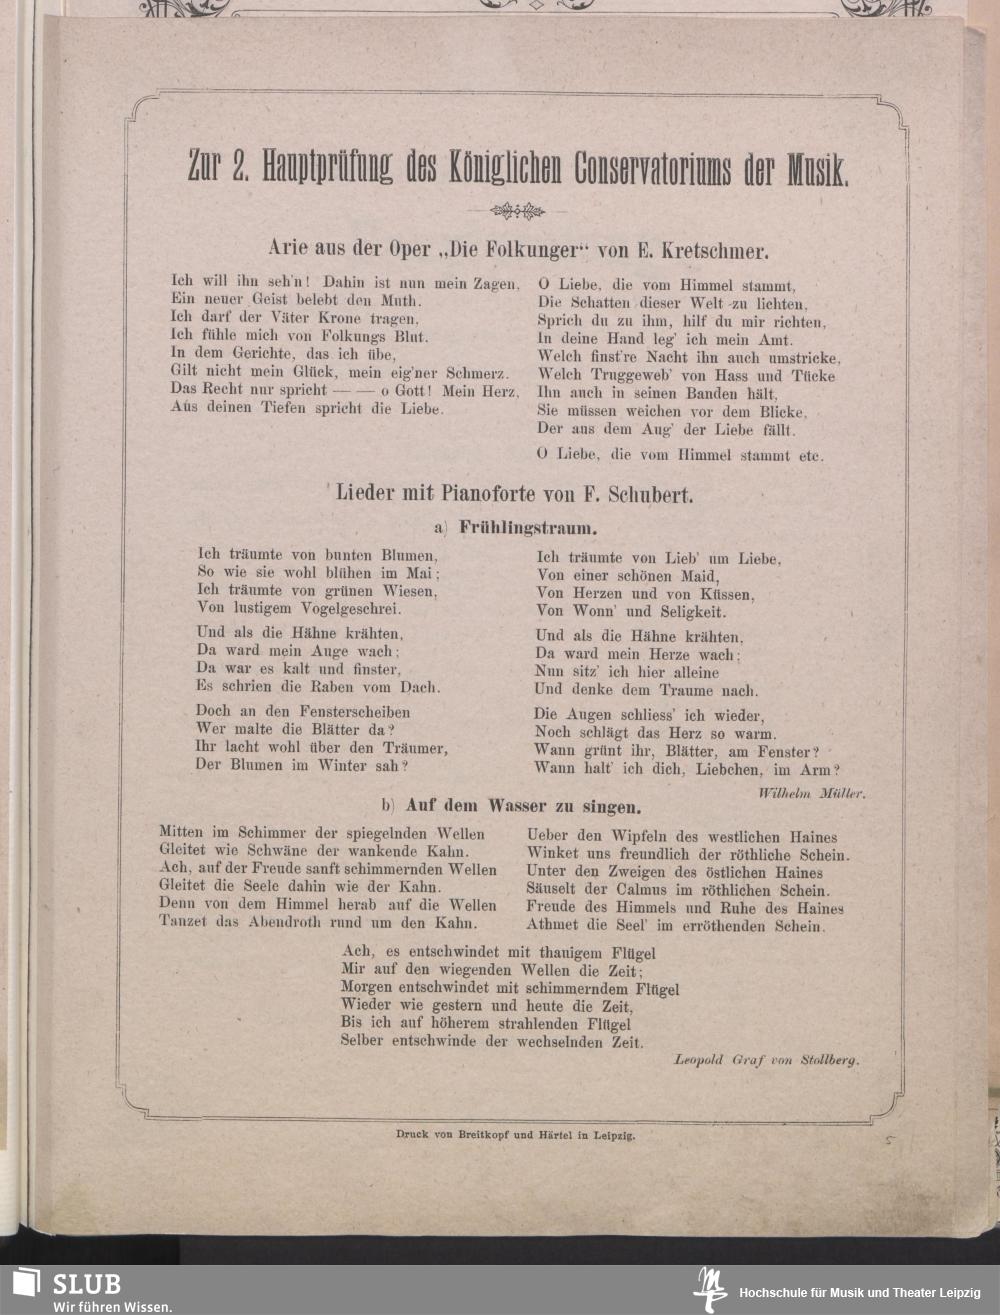 Zur 2. Hauptprüfung des Königlichen Conservatoriums der Musik.
Arie aus der Oper „Die Folkunger“ von E. Kretschmer.
Ich will ihn seh'n! Dahin ist nun mein Zagen,
Ein neuer Geist belebt den Muth.
Ich darf der Väter Krone tragen,
Ich fühle mich von Folkungs Blut.
In dem Gerichte, das ich übe,
Gilt nicht mein Glück, mein eig'ner Schmerz.
Das Recht nur spricht — — o Gott! Mein Herz,
Aus deinen Tiefen spricht die Liebe.
O Liebe, die vom Himmel stammt,
Die Schatten dieser Welt zu lichten,
Sprich du zu ihm, hilf du mir richten,
In deine Hand leg' ich mein Amt.
Welch finst're Nacht ihn auch umstricke,
Welch Truggeweb' von Hass und Tücke
Ihn auch in seinen Banden hält,
Sie müssen weichen vor dem Blicke,
Der aus dem Aug' der Liebe fällt.
O Liebe, die vom Himmel stammt etc.
Lieder mit Pianoforte von F. Schubert.
a) Frühlingstraum.
Ich träumte von bunten Blumen,
So wie sie wohl blühen im Mai;
Ich träumte von grünen Wiesen,
Von lustigem Vogelgeschrei.
Und als die Hähne krähten,
Da ward mein Auge wach;
Da war es kalt und finster,
Es schrien die Raben vom Dach.
Doch an den Fensterscheiben
Wer malte die Blätter da?
Ihr lacht wohl über den Träumer,
Der Blumen im Winter sah?
Ich träumte von Lieb' um Liebe,
Von einer schönen Maid,
Von Herzen und von Küssen,
Von Wonn' und Seligkeit.
Und als die Hähne krähten,
Da ward mein Herze wach;
Nun sitz' ich hier alleine
Und denke dem Traume nach.
Die Augen schliess' ich wieder,
Noch schlägt das Herz so warm.
Wann grünt ihr, Blätter, am Fenster?
Wann halt' ich dich, Liebchen, im Arm?
Wilhelm Müller.
b) Auf dem Wasser zu singen.
Mitten im Schimmer der spiegelnden Wellen
Gleitet wie Schwäne der wankende Kahn.
Ach, auf der Freude sanft schimmernden Wellen
Gleitet die Seele dahin wie der Kahn.
Denn von dem Himmel herab auf die Wellen
Tanzet das Abendroth rund um den Kahn.
Ueber den Wipfeln des westlichen Haines
Winket uns freundlich der röthliche Schein.
Unter den Zweigen des östlichen Haines
Säuselt der Calmus im röthlichen Schein.
Freude des Himmels und Ruhe des Haines
Athmet die Seel' im erröthenden Schein.
Ach, es entschwindet mit thauigem Flügel
Mir auf den wiegenden Wellen die Zeit;
Morgen entschwindet mit schimmerndem Flügel
Wieder wie gestern und heute die Zeit,
Bis ich auf höherem strahlenden Flügel
Selber entschwinde der wechselnden Zeit.
Leopold Graf von Stollberg.
Druck von Breitkopf und Härtel in Leipzig.
5
SLUB
Wir führen Wissen.
Hochschule für Musik und Theater Leipzig